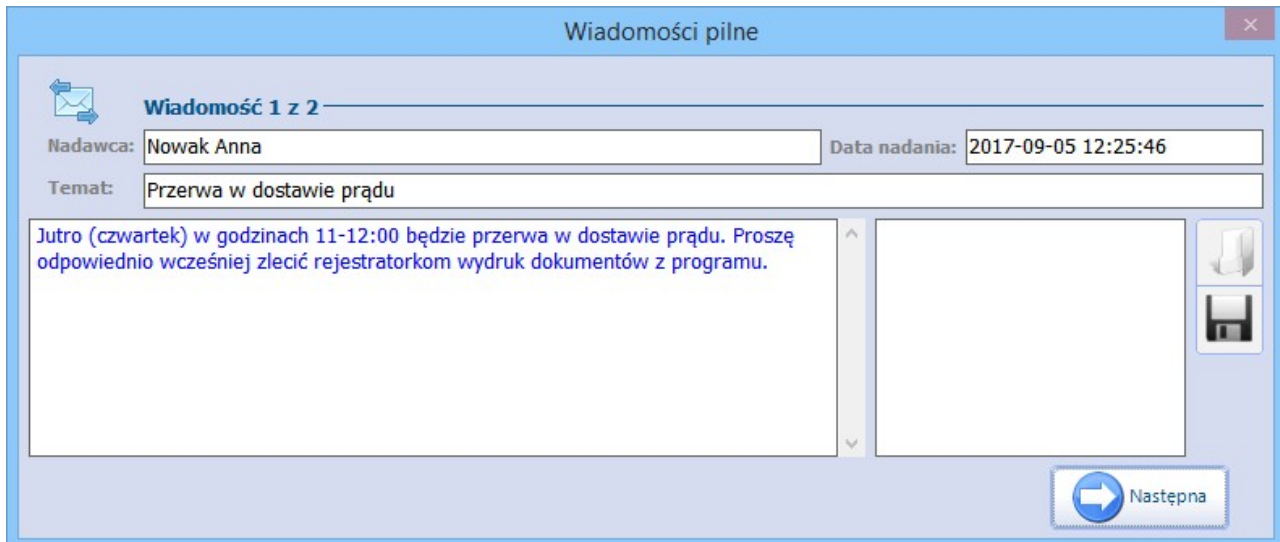 Wiadomości pilne
Wiadomość 1 z 2
Nadawca: Nowak Anna Data nadania: 2017-09-05 12:25:46
Temat: Przerwa w dostawie prądu
Jutro (czwartek) w godzinach 11-12:00 będzie przerwa w dostawie prądu. Proszę
odpowiednio wcześniej zlecić rejestratorkom wydruk dokumentów z programu.
Następna